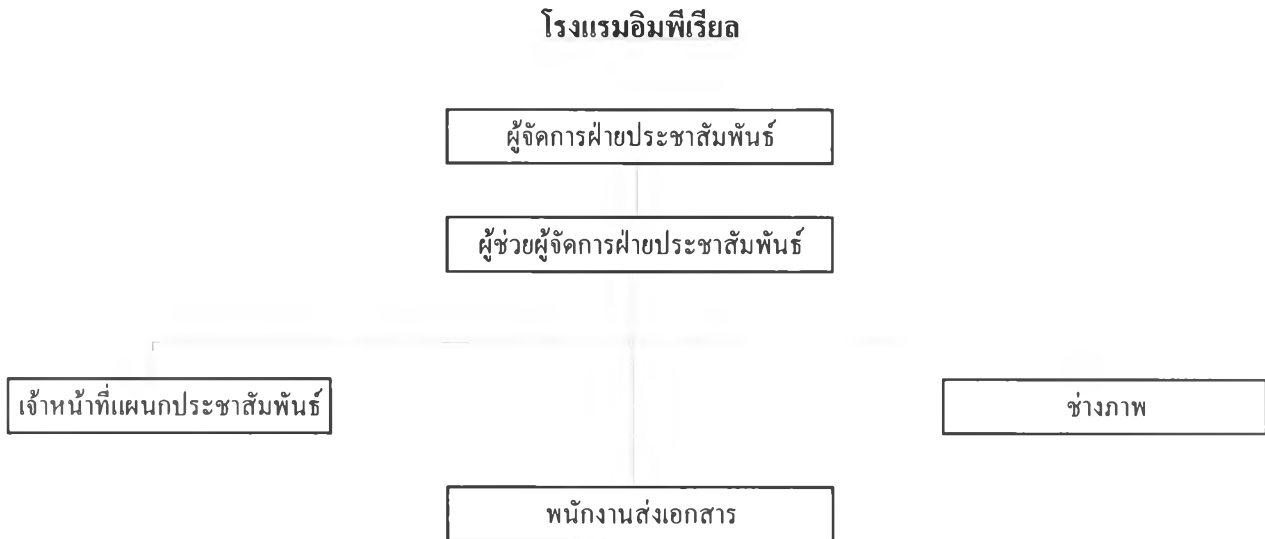 โรงแรมอิมพีเรียล
ผู้จัดการฝ่ายประชาสัมพันธ์
ผู้ช่วยผู้จัดการฝ่ายประชาสัมพันธ์
เจ้าหน้าที่แผนกประชาสัมพันธ์
ช่างภาพ
พนักงานส่งเอกสาร